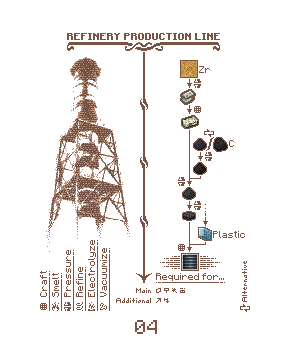 REFINERY PRODUCTION LINE
Zr
C
Plastic
Required for...
Main
Additional
Craft
Smelt
Pressure
Refine
Electrolyze
Vacuumize
Alternative
04